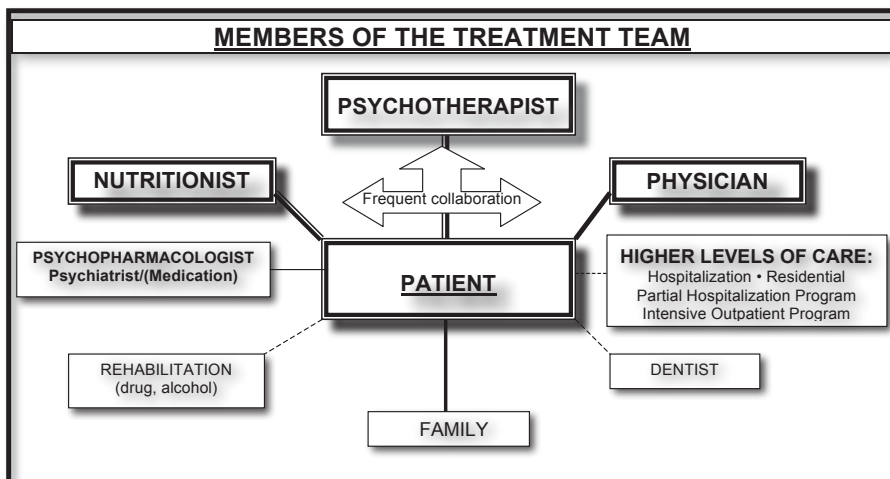 MEMBERS OF THE TREATMENT TEAM
PSYCHOTHERAPIST
NUTRITIONIST
Frequent collaboration
PHYSICIAN
PSYCHOPHARMACOLOGIST
Psychiatrist/(Medication)
PATIENT
HIGHER LEVELS OF CARE:
Hospitalization • Residential
Partial Hospitalization Program
Intensive Outpatient Program
REHABILITATION
(drug, alcohol)
DENTIST
FAMILY